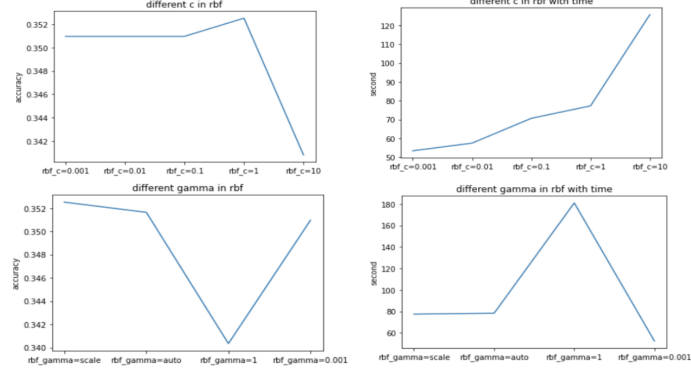 different c in rbf
accuracy
0.352
0.350
0.348
0.346
0.344
0.342
rbf_c=0.001 rbf_c=0.01 rbf_c=0.1 rbf_c=1 rbf_c=10
different c in rbf with time
second
120
110
100
90
80
70
60
50
rbf_c=0.001 rbf_c=0.01 rbf_c=0.1 rbf_c=1 rbf_c=10
different gamma in rbf
accuracy
0.352
0.350
0.348
0.346
0.344
0.342
0.340
rbf_gamma=scale rbf_gamma=auto rbf_gamma=1 rbf_gamma=0.001
different gamma in rbf with time
second
180
160
140
120
100
80
60
rbf_gamma=scale rbf_gamma=auto rbf_gamma=1 rbf_gamma=0.001